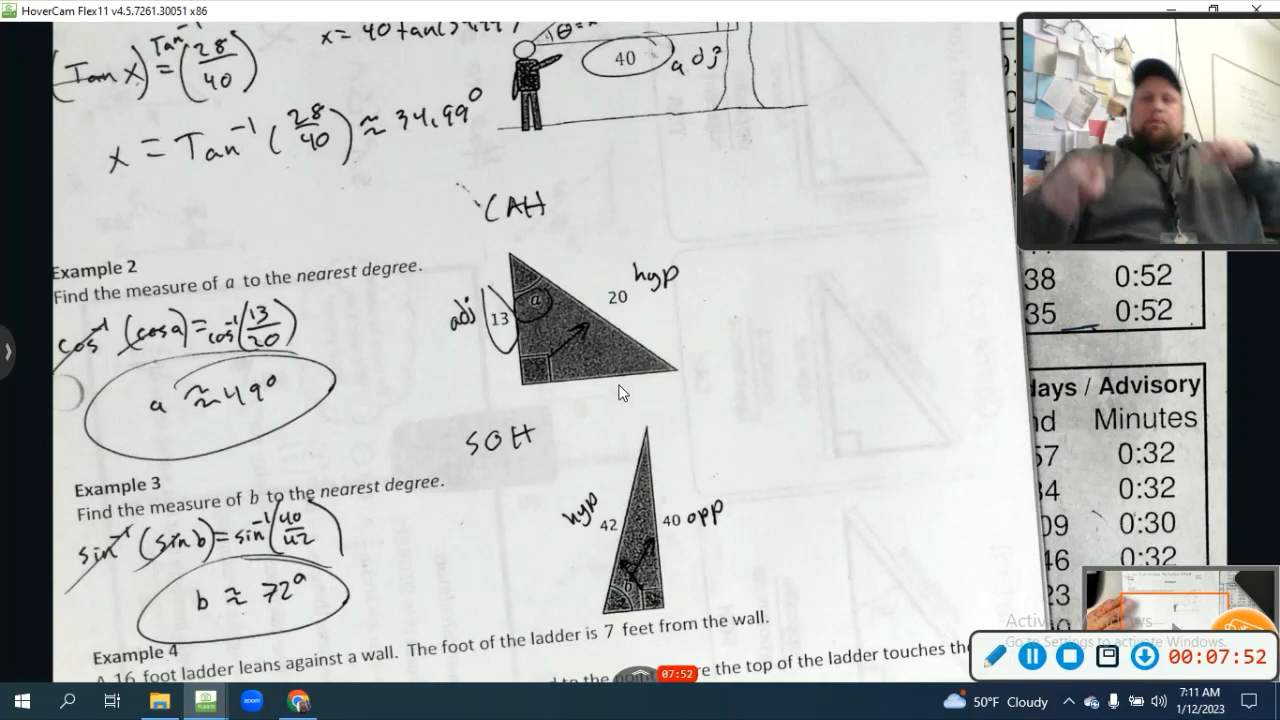 HoverCam Flex11 v4.5.7261.30051 x86
(Tan x) = Tan⁻¹ (28/40)
x = 40 tan(
θ =
40
adj
x = Tan⁻¹ (28/40) ≈ 34.99°
CAH
Example 2
Find the measure of a to the nearest degree.
cos⁻¹ (cos a) = cos⁻¹ (13/20)
a ≈ 49°
adj
13
a
20
hyp
SOH
Example 3
Find the measure of b to the nearest degree.
sin⁻¹ (sin b) = sin⁻¹ (40/42)
b ≈ 72°
hyp
42
40 opp
b
Example 4
A 16 foot ladder leans against a wall. The foot of the ladder is 7 feet from the wall.
re the top of the ladder touches the
38 0:52
35 0:52
days / Advisory
nd Minutes
57 0:32
34 0:32
09 0:30
46 0:32
23
Activate Windows
Go to Settings to activate Windows.
07:52
00:07:52
zoom
50°F Cloudy
7:11 AM
1/12/2023